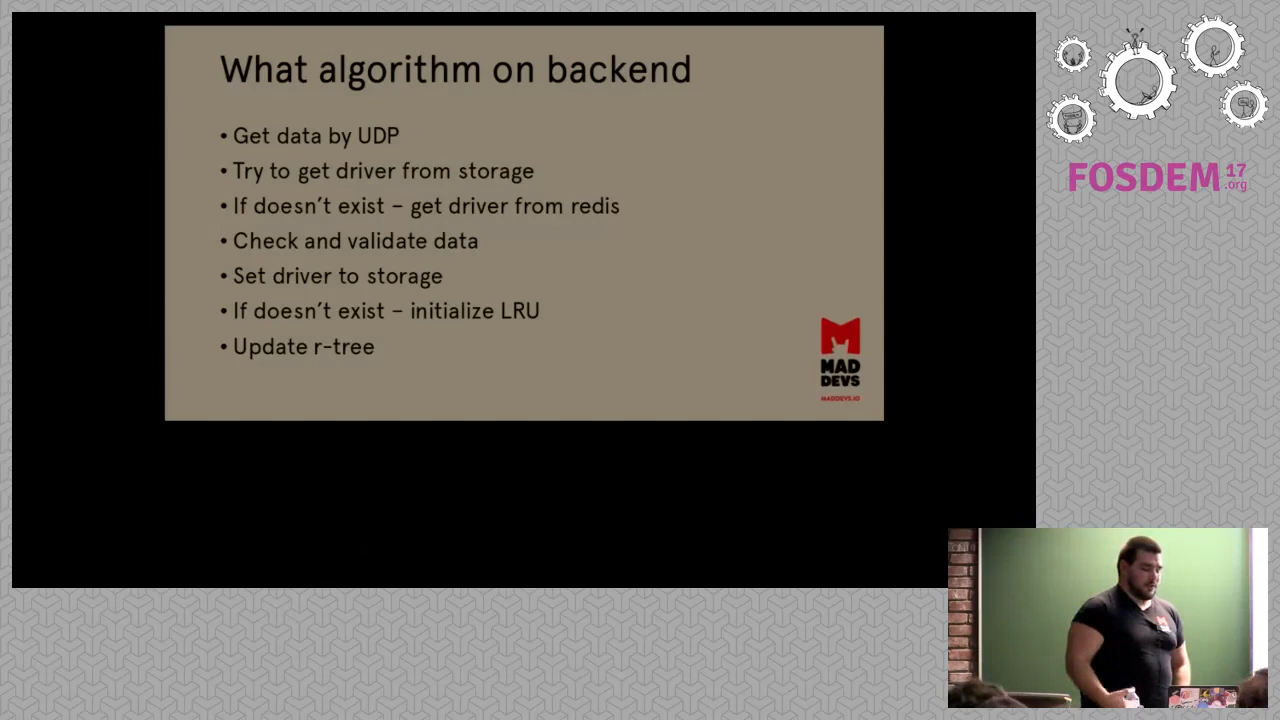 What algorithm on backend
• Get data by UDP
• Try to get driver from storage
• If doesn’t exist – get driver from redis
• Check and validate data
• Set driver to storage
• If doesn’t exist – initialize LRU
• Update r-tree
MAD
DEVS
MADDEVS.IO
FOSDEM 17
.org